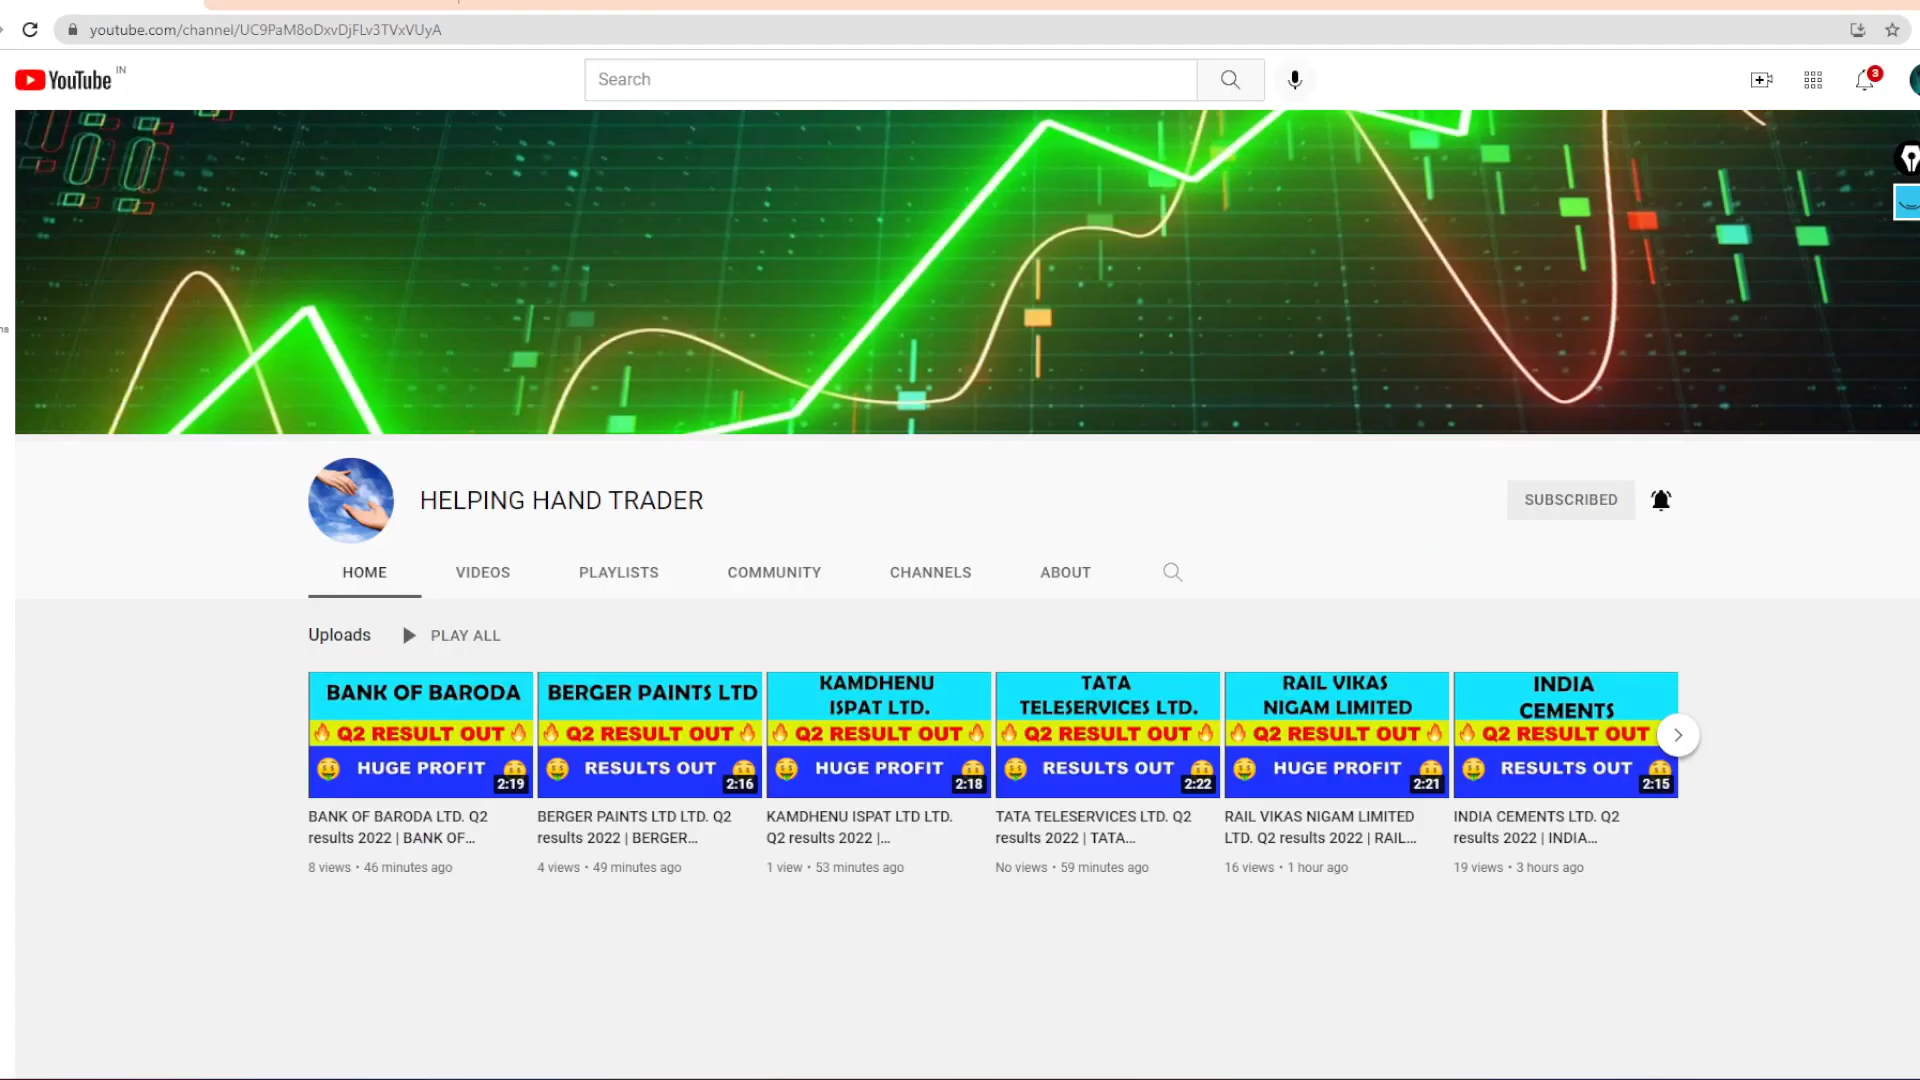 youtube.com/channel/UC9PaM8oDxvDjFLv3TVxVUyA
YouTube IN
Search
3
HELPING HAND TRADER
SUBSCRIBED
HOME VIDEOS PLAYLISTS COMMUNITY CHANNELS ABOUT
Uploads PLAY ALL
BANK OF BARODA
Q2 RESULT OUT
HUGE PROFIT
2:19
BANK OF BARODA LTD. Q2
results 2022 | BANK OF...
8 views • 46 minutes ago
BERGER PAINTS LTD
Q2 RESULT OUT
RESULTS OUT
2:16
BERGER PAINTS LTD LTD. Q2
results 2022 | BERGER...
4 views • 49 minutes ago
KAMDHENU
ISPAT LTD.
Q2 RESULT OUT
HUGE PROFIT
2:18
KAMDHENU ISPAT LTD LTD.
Q2 results 2022 |...
1 view • 53 minutes ago
TATA
TELESERVICES LTD.
Q2 RESULT OUT
RESULTS OUT
2:22
TATA TELESERVICES LTD. Q2
results 2022 | TATA...
No views • 59 minutes ago
RAIL VIKAS
NIGAM LIMITED
Q2 RESULT OUT
HUGE PROFIT
2:21
RAIL VIKAS NIGAM LIMITED
LTD. Q2 results 2022 | RAIL...
16 views • 1 hour ago
INDIA
CEMENTS
Q2 RESULT OUT
RESULTS OUT
2:15
INDIA CEMENTS LTD. Q2
results 2022 | INDIA...
19 views • 3 hours ago